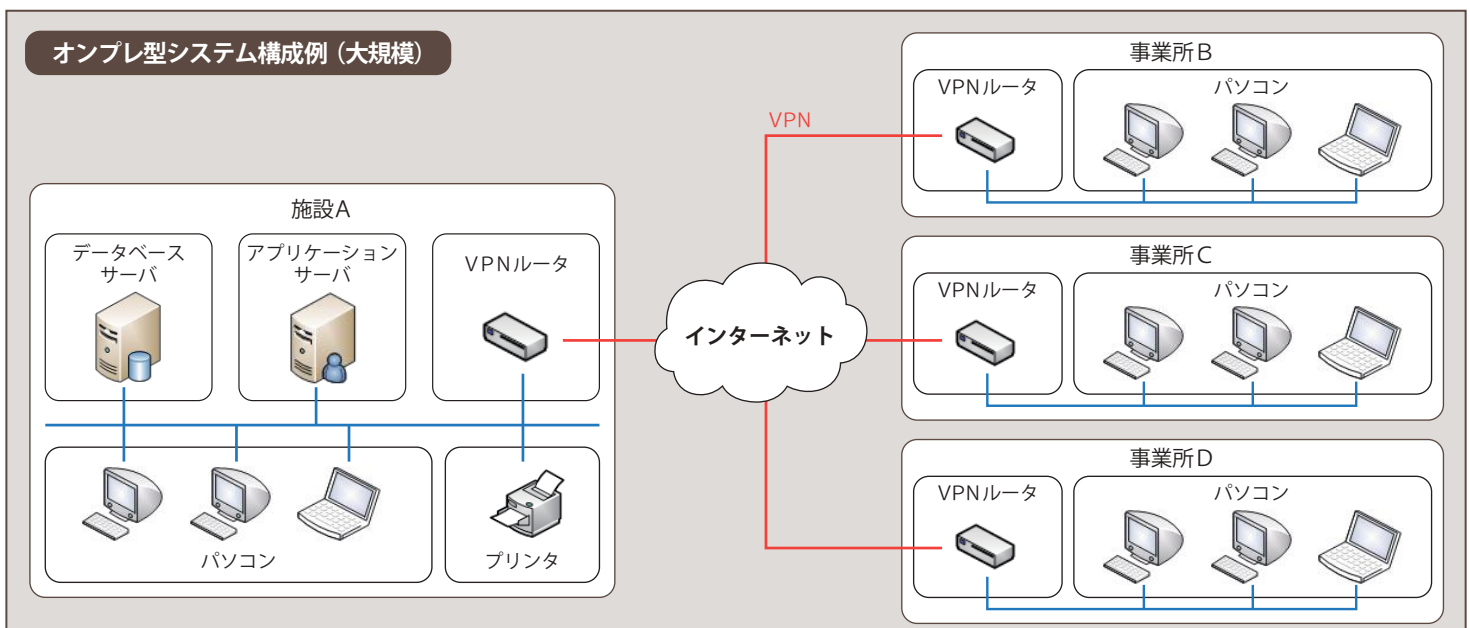 オンプレ型システム構成例（大規模）
施設A
データベース
サーバ
アプリケーション
サーバ
VPNルータ
パソコン
プリンタ
VPN
インターネット
事業所B
VPNルータ
パソコン
事業所C
VPNルータ
パソコン
事業所D
VPNルータ
パソコン